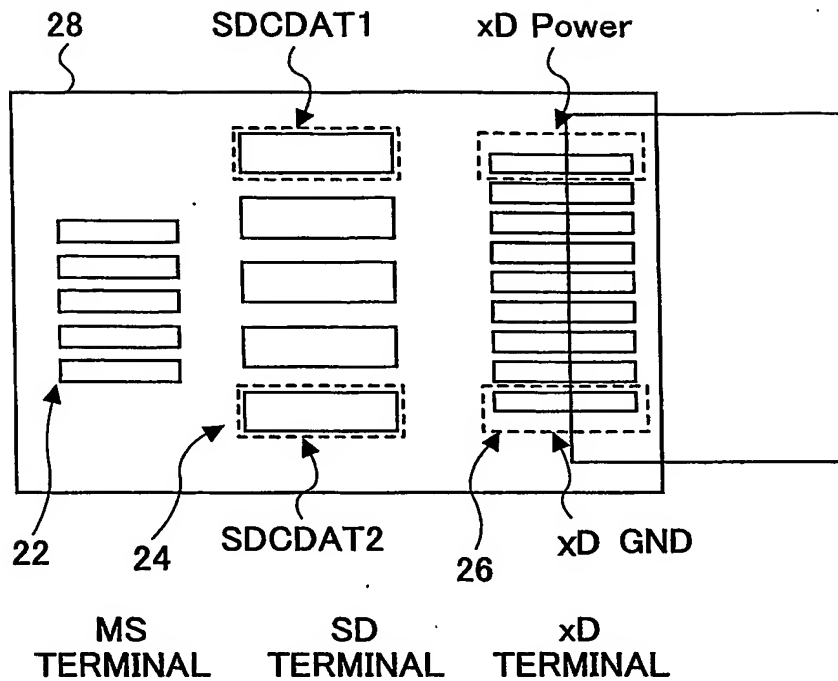 28
SDCDAT1
xD Power
22
24
SDCDAT2
26
xD GND
MS
TERMINAL
SD
TERMINAL
xD
TERMINAL